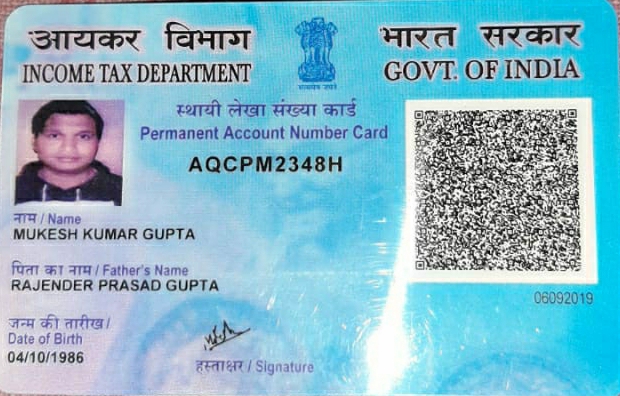 आयकर विभाग
INCOME TAX DEPARTMENT
भारत सरकार
GOVT. OF INDIA
सत्यमेव जयते
स्थायी लेखा संख्या कार्ड
Permanent Account Number Card
AQCPM2348H
नाम / Name
MUKESH KUMAR GUPTA
पिता का नाम / Father's Name
RAJENDER PRASAD GUPTA
06092019
जन्म की तारीख /
Date of Birth
04/10/1986
हस्ताक्षर / Signature